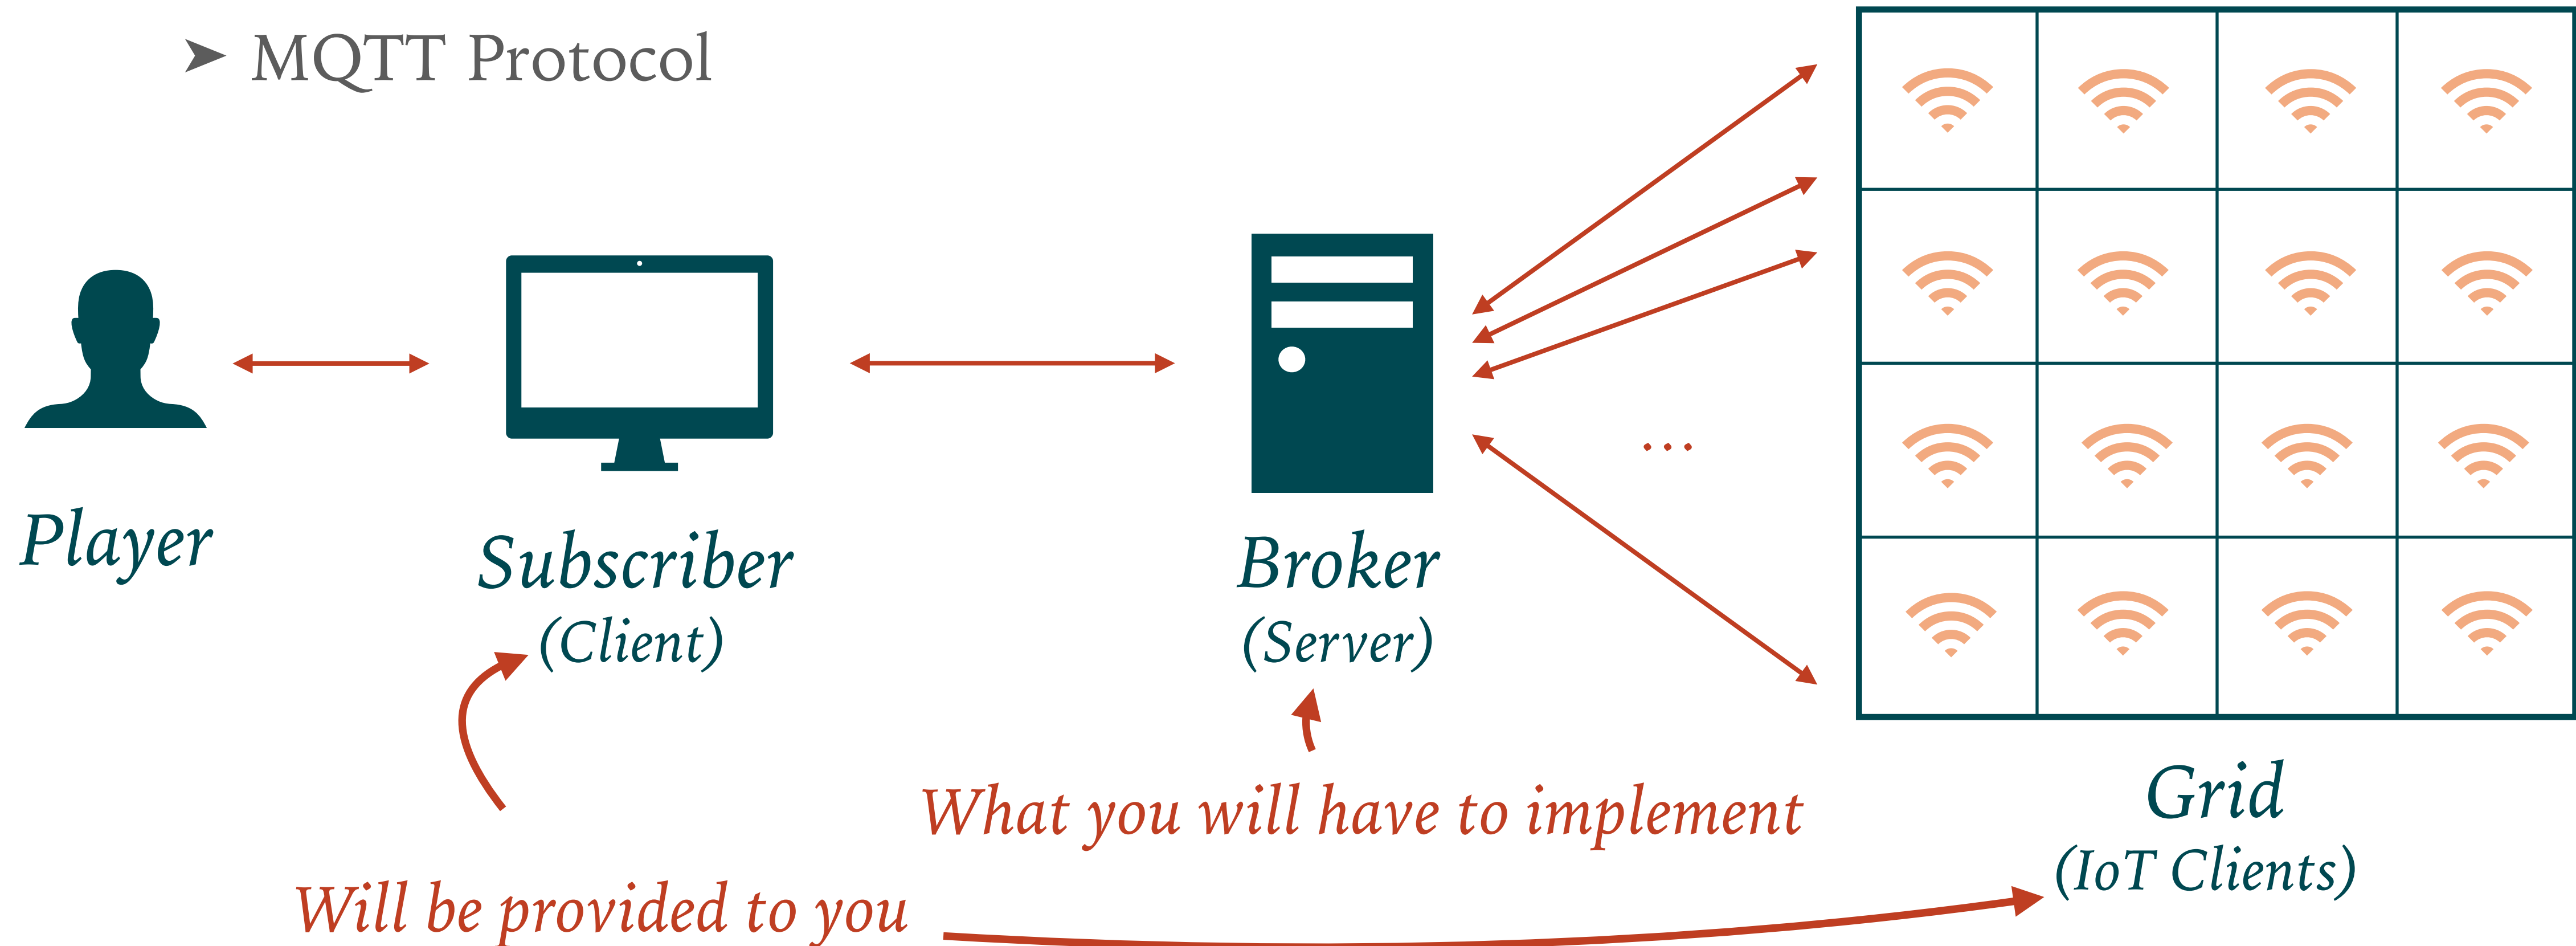 ➤ MQTT Protocol
Player
Subscriber
(Client)
Broker
(Server)
...
Grid
(IoT Clients)
What you will have to implement
Will be provided to you